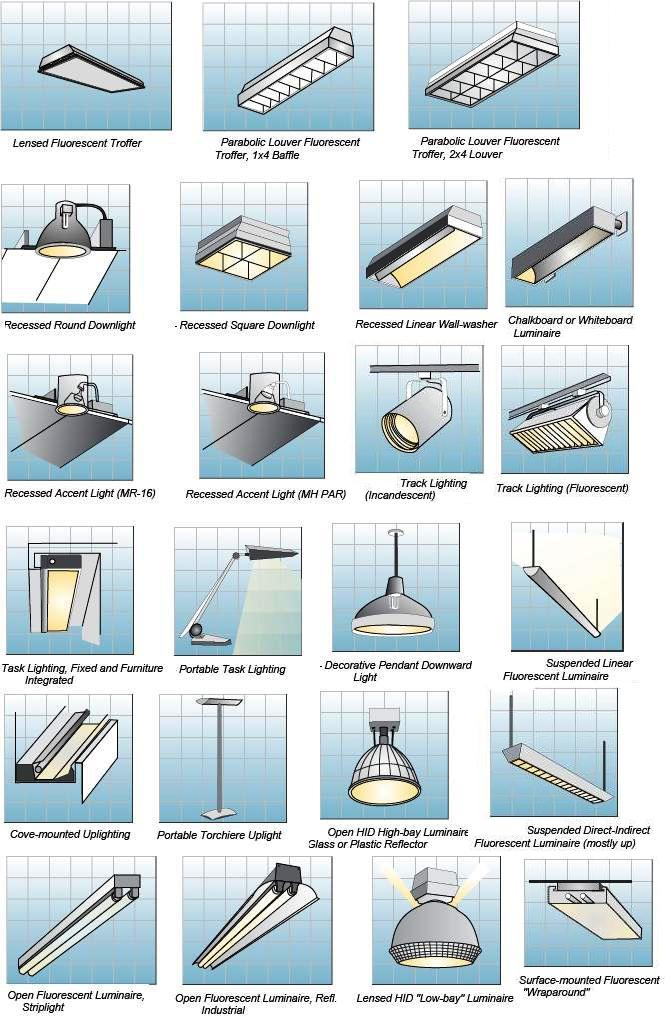 Lensed Fluorescent Troffer
Parabolic Louver Fluorescent
Troffer, 1x4 Baffle
Parabolic Louver Fluorescent
Troffer, 2x4 Louver
Recessed Round Downlight
- Recessed Square Downlight
Recessed Linear Wall-washer
Chalkboard or Whiteboard
Luminaire
Recessed Accent Light (MR-16)
Recessed Accent Light (MH PAR)
Track Lighting
(Incandescent)
Track Lighting (Fluorescent)
Task Lighting, Fixed and Furniture
Integrated
Portable Task Lighting
- Decorative Pendant Downward
Light
Suspended Linear
Fluorescent Luminaire
Cove-mounted Uplighting
Portable Torchiere Uplight
Open HID High-bay Luminaire
Glass or Plastic Reflector
Suspended Direct-Indirect
Fluorescent Luminaire (mostly up)
Open Fluorescent Luminaire,
Striplight
Open Fluorescent Luminaire, Refl.
Industrial
Lensed HID "Low-bay" Luminaire
Surface-mounted Fluorescent
"Wraparound"